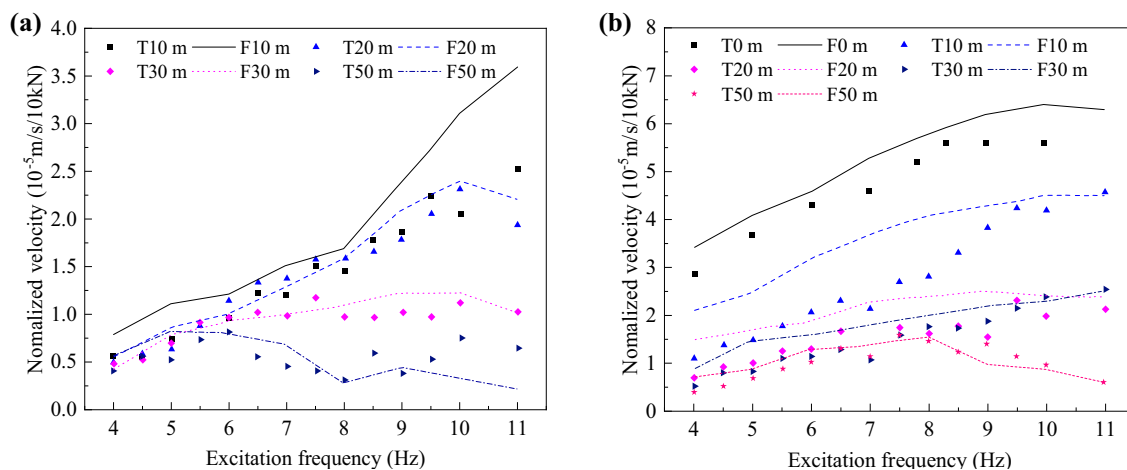 (a)
T10 m F10 m T20 m F20 m
T30 m F30 m T50 m F50 m
Nomalized velocity (10⁻⁵m/s/10kN)
4.0
3.5
3.0
2.5
2.0
1.5
1.0
0.5
0.0
4 5 6 7 8 9 10 11
Excitation frequency (Hz)
(b)
T0 m F0 m T10 m F10 m
T20 m F20 m T30 m F30 m
T50 m F50 m
Nomalized velocity (10⁻⁵m/s/10kN)
8
7
6
5
4
3
2
1
0
4 5 6 7 8 9 10 11
Excitation frequency (Hz)